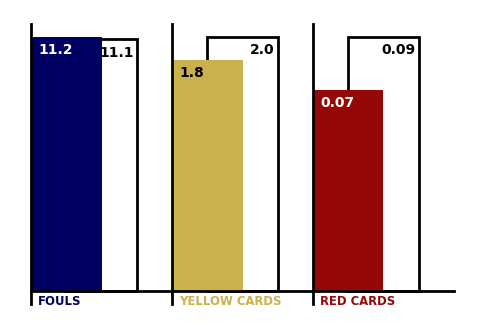 11.2
11.1
1.8
2.0
0.07
0.09
FOULS
YELLOW CARDS
RED CARDS